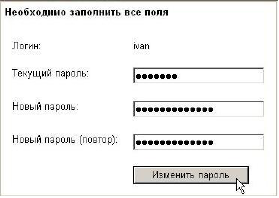 Необходимо заполнить все поля
Логин: ivan
Текущий пароль: ●●●●●●●
Новый пароль: ●●●●●●●●●●●●●
Новый пароль (повтор): ●●●●●●●●●●●●●
Изменить пароль